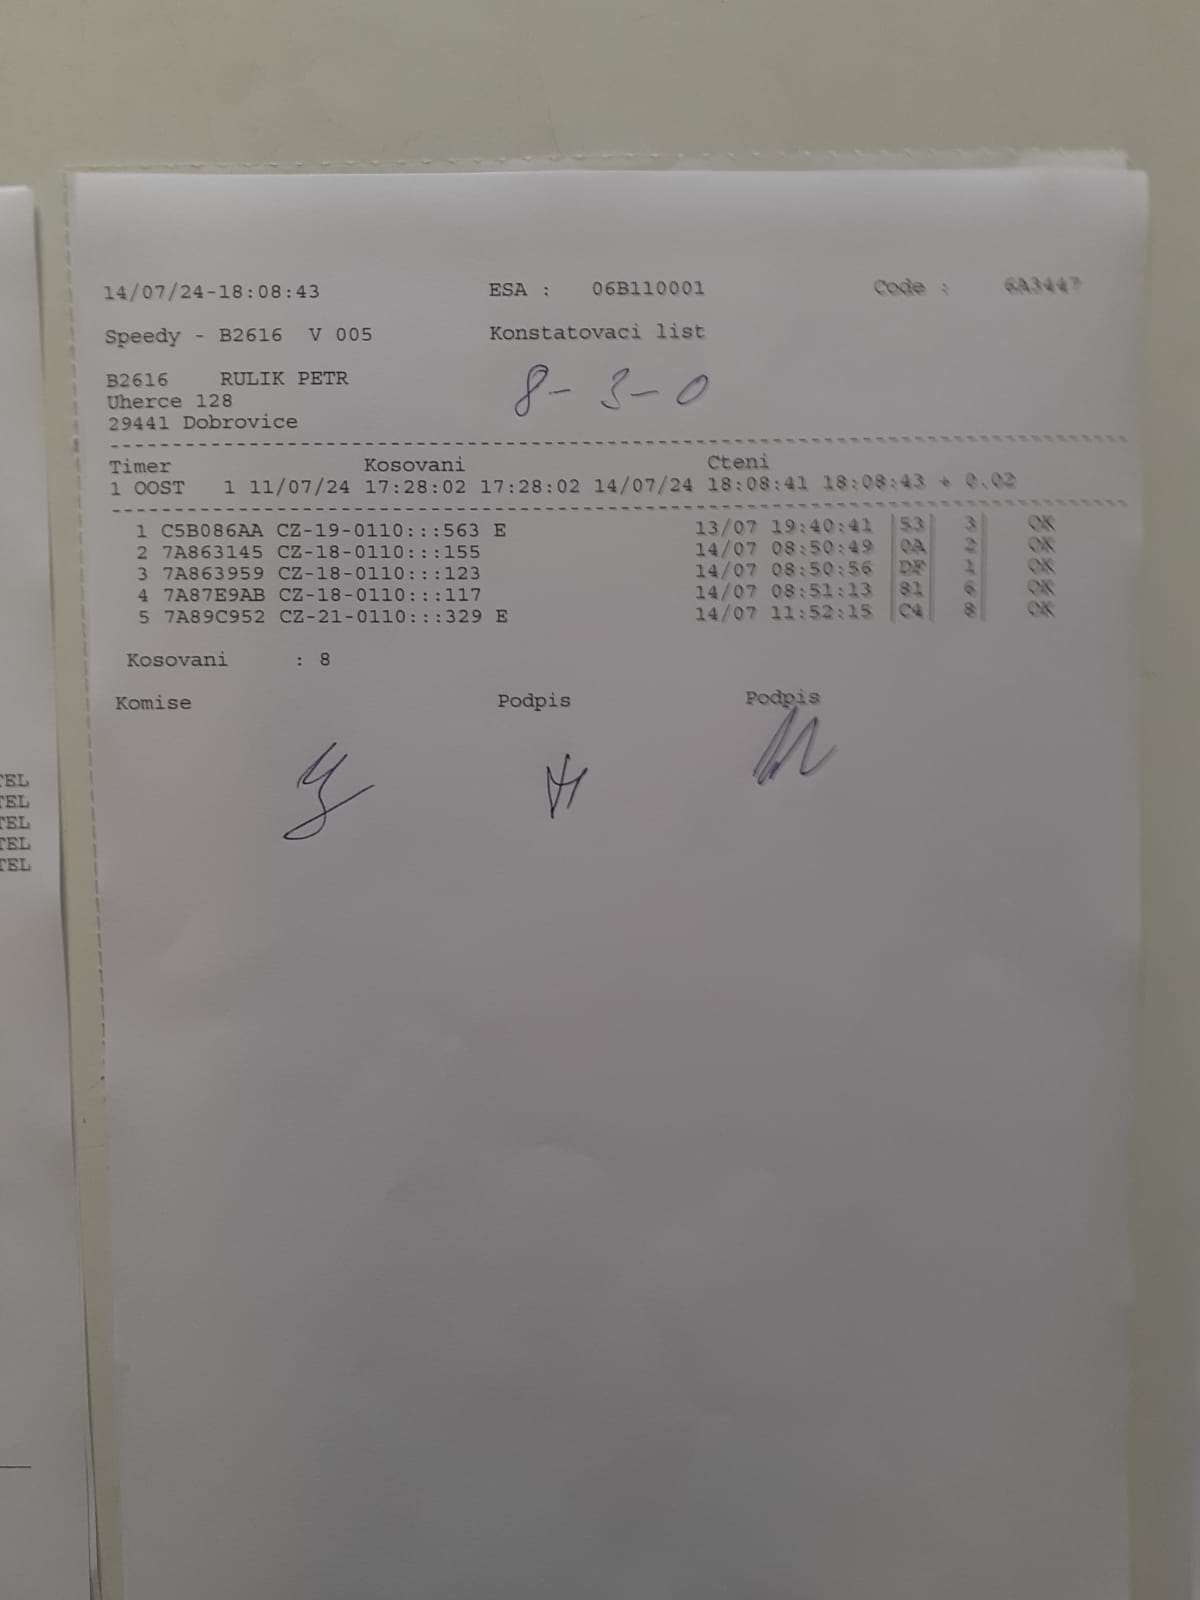 14/07/24-18:08:43 ESA : 06B110001 Code : 6A3447
Speedy - B2616 V 005 Konstatovaci list
B2616 RULIK PETR 8-3-0
Uherce 128
29441 Dobrovice
Timer Kosovani Cteni
1 OOST 1 11/07/24 17:28:02 17:28:02 14/07/24 18:08:41 18:08:43 + 0.02
1 C5B086AA CZ-19-0110:::563 E 13/07 19:40:41 |53| 3| OK
2 7A863145 CZ-18-0110:::155 14/07 08:50:49 |0A| 2| OK
3 7A863959 CZ-18-0110:::123 14/07 08:50:56 |DF| 1| OK
4 7A87E9AB CZ-18-0110:::117 14/07 08:51:13 |81| 6| OK
5 7A89C952 CZ-21-0110:::329 E 14/07 11:52:15 |C4| 8| OK
Kosovani : 8
Komise Podpis Podpis
TEL
TEL
TEL
TEL
TEL